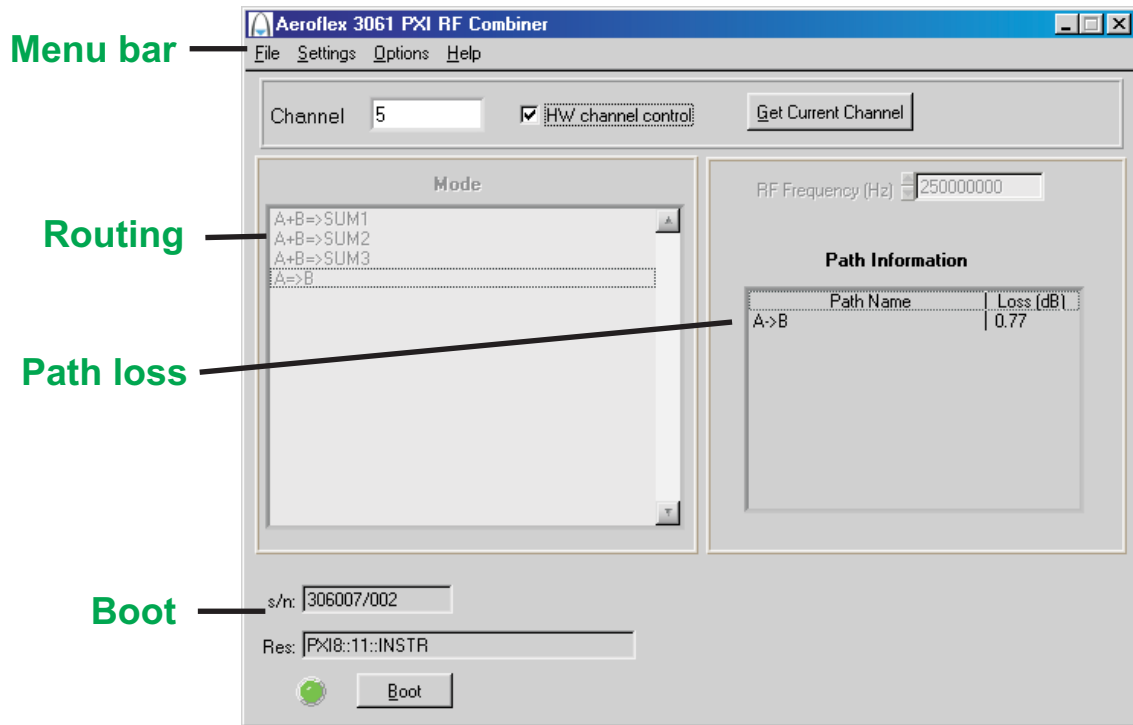 Aeroflex 3061 PXI RF Combiner
Menu bar
File Settings Options Help
Channel 5 HW channel control Get Current Channel
Mode
RF Frequency (Hz) 250000000
Routing
A+B=>SUM1
A+B=>SUM2
A+B=>SUM3
A=>B
Path Information
Path Name Loss (dB)
A->B 0.77
Path loss
Boot
s/n: 306007/002
Res: PXI8::11::INSTR
Boot